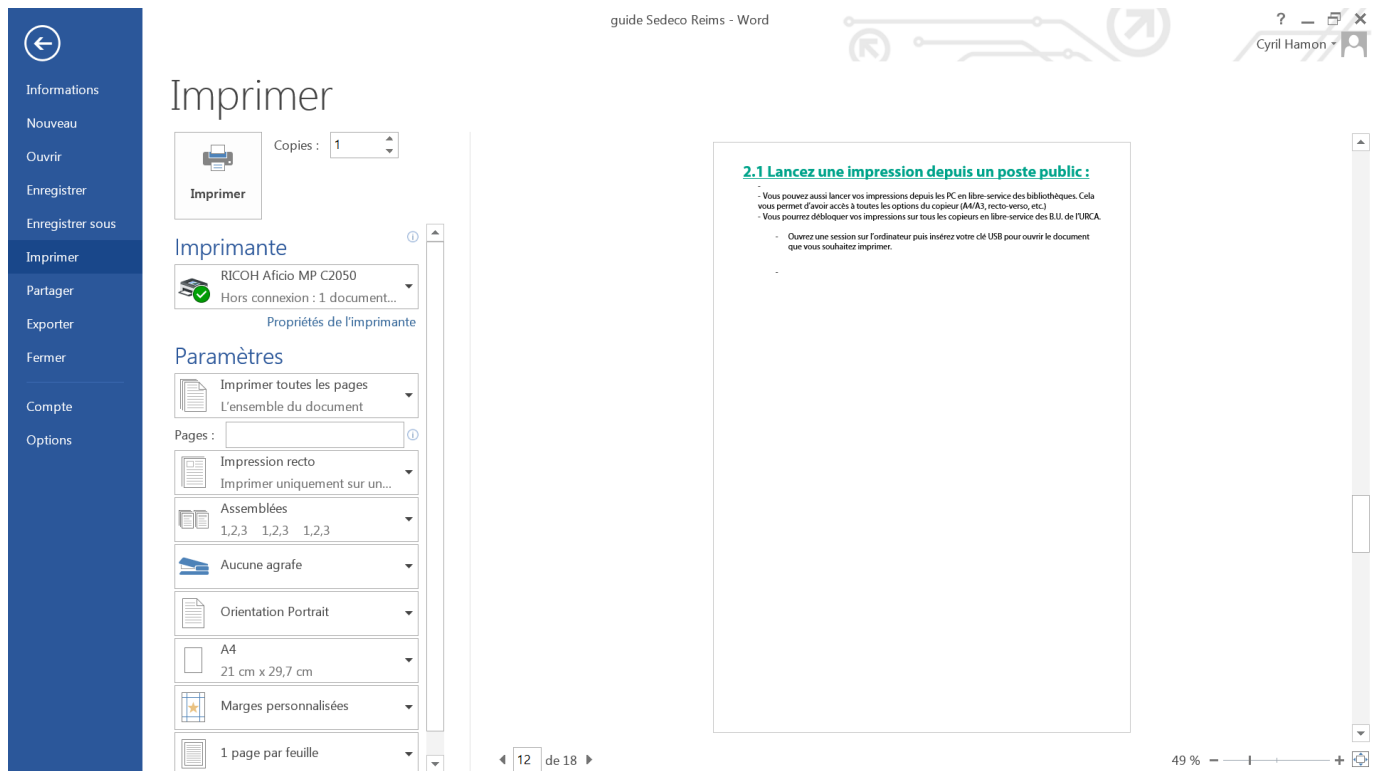 guide Sedeco Reims - Word
?
Cyril Hamon
Informations
Nouveau
Ouvrir
Enregistrer
Enregistrer sous
Imprimer
Partager
Exporter
Fermer
Compte
Options
Imprimer
Imprimer
Copies : 1
Imprimante
RICOH Aficio MP C2050
Hors connexion : 1 document...
Propriétés de l'imprimante
Paramètres
Imprimer toutes les pages
L'ensemble du document
Pages :
Impression recto
Imprimer uniquement sur un...
Assemblées
1,2,3 1,2,3 1,2,3
Aucune agrafe
Orientation Portrait
A4
21 cm x 29,7 cm
Marges personnalisées
1 page par feuille
2.1 Lancez une impression depuis un poste public :
-
- Vous pouvez aussi lancer vos impressions depuis les PC en libre-service des bibliothèques. Cela
vous permet d'avoir accès à toutes les options du copieur (A4/A3, recto-verso, etc.)
- Vous pourrez débloquer vos impressions sur tous les copieurs en libre-service des B.U. de l'URCA.
- Ouvrez une session sur l'ordinateur puis insérez votre clé USB pour ouvrir le document
que vous souhaitez imprimer.
-
12 de 18
49 %